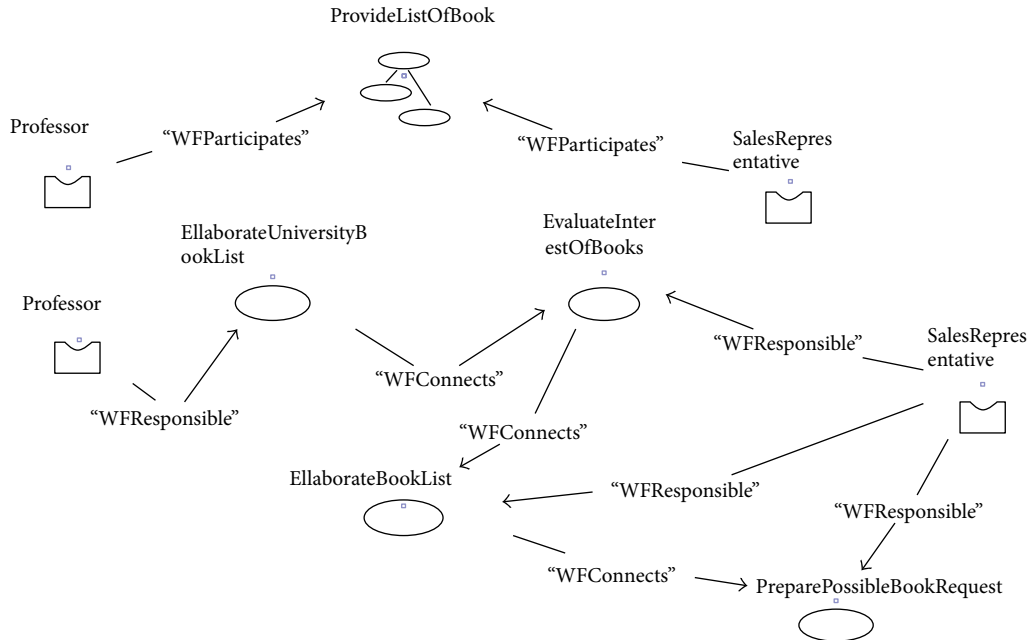 ProvideListOfBook
Professor
“WFParticipates”
“WFParticipates”
SalesRepres
entative
EllaborateUniversityB
ookList
EvaluateInter
estOfBooks
Professor
“WFResponsible”
SalesRepres
entative
“WFConnects”
“WFResponsible”
“WFConnects”
EllaborateBookList
“WFResponsible”
“WFResponsible”
“WFConnects”
PreparePossibleBookRequest